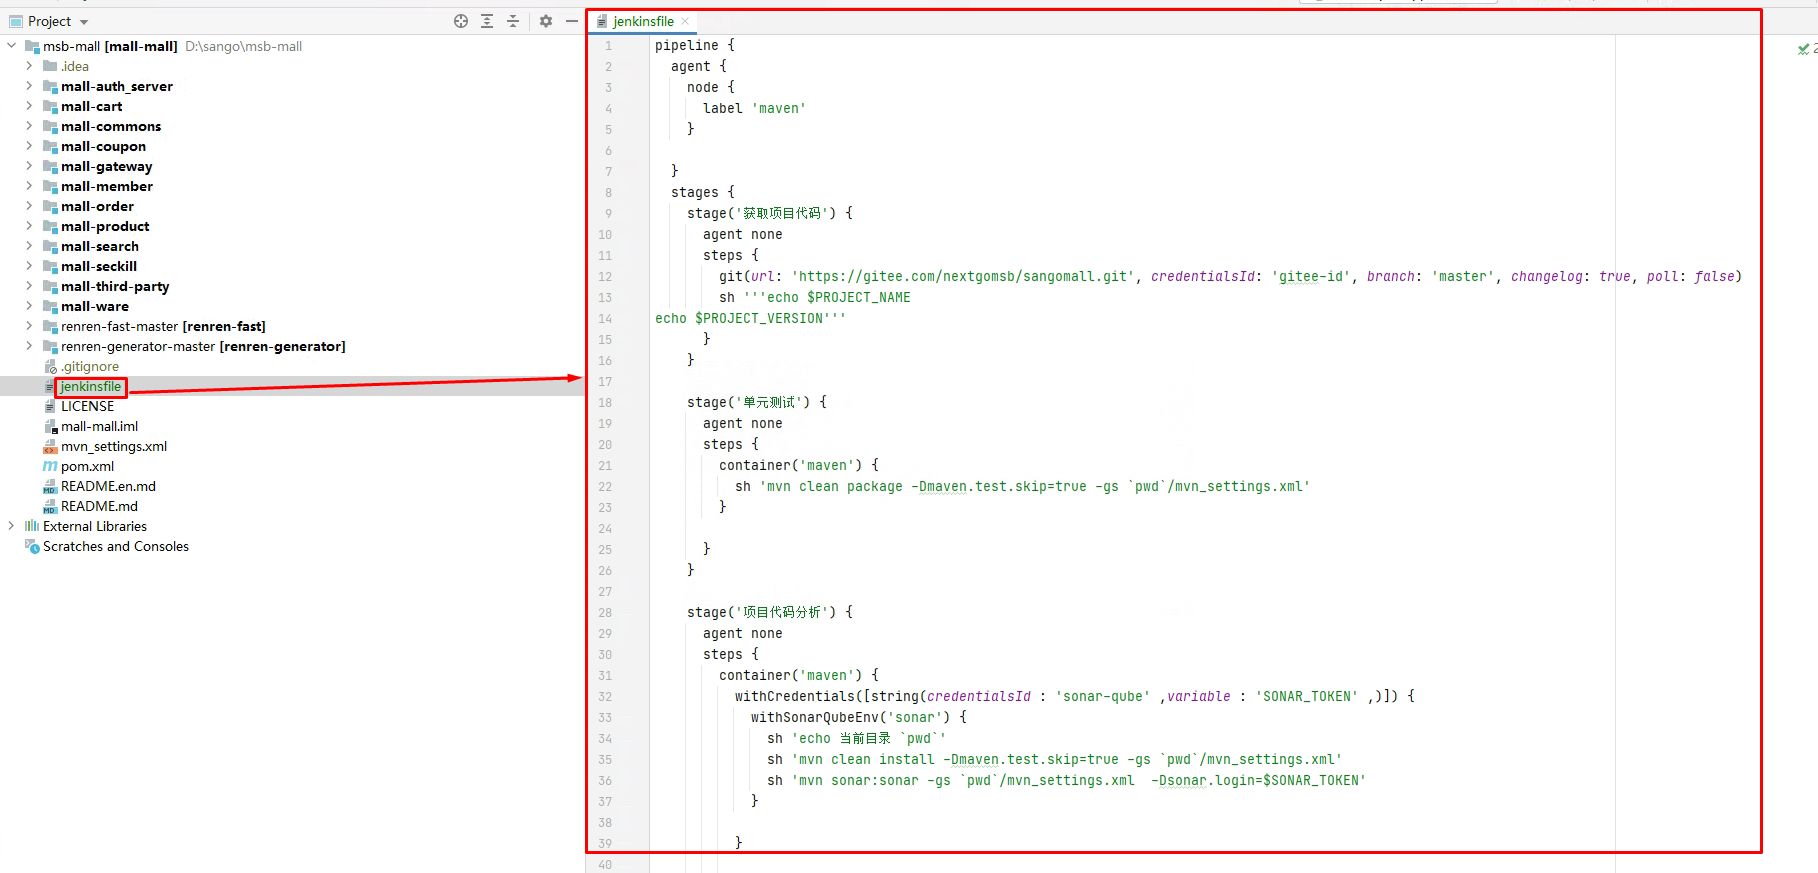 Project
msb-mall [mall-mall] D:\sango\msb-mall
.idea
mall-auth_server
mall-cart
mall-commons
mall-coupon
mall-gateway
mall-member
mall-order
mall-product
mall-search
mall-seckill
mall-third-party
mall-ware
renren-fast-master [renren-fast]
renren-generator-master [renren-generator]
.gitignore
jenkinsfile
LICENSE
mall-mall.iml
mvn_settings.xml
pom.xml
README.en.md
README.md
External Libraries
Scratches and Consoles
jenkinsfile
1 pipeline {
2 agent {
3 node {
4 label 'maven'
5 }
6
7 }
8 stages {
9 stage('获取项目代码') {
10 agent none
11 steps {
12 git(url: 'https://gitee.com/nextgomsb/sangomall.git', credentialsId: 'gitee-id', branch: 'master', changelog: true, poll: false)
13 sh '''echo $PROJECT_NAME
14 echo $PROJECT_VERSION'''
15 }
16 }
17
18 stage('单元测试') {
19 agent none
20 steps {
21 container('maven') {
22 sh 'mvn clean package -Dmaven.test.skip=true -gs `pwd`/mvn_settings.xml'
23 }
24
25 }
26 }
27
28 stage('项目代码分析') {
29 agent none
30 steps {
31 container('maven') {
32 withCredentials([string(credentialsId : 'sonar-qube' ,variable : 'SONAR_TOKEN' ,)]) {
33 withSonarQubeEnv('sonar') {
34 sh 'echo 当前目录 `pwd`'
35 sh 'mvn clean install -Dmaven.test.skip=true -gs `pwd`/mvn_settings.xml'
36 sh 'mvn sonar:sonar -gs `pwd`/mvn_settings.xml  -Dsonar.login=$SONAR_TOKEN'
37 }
38
39 }
40